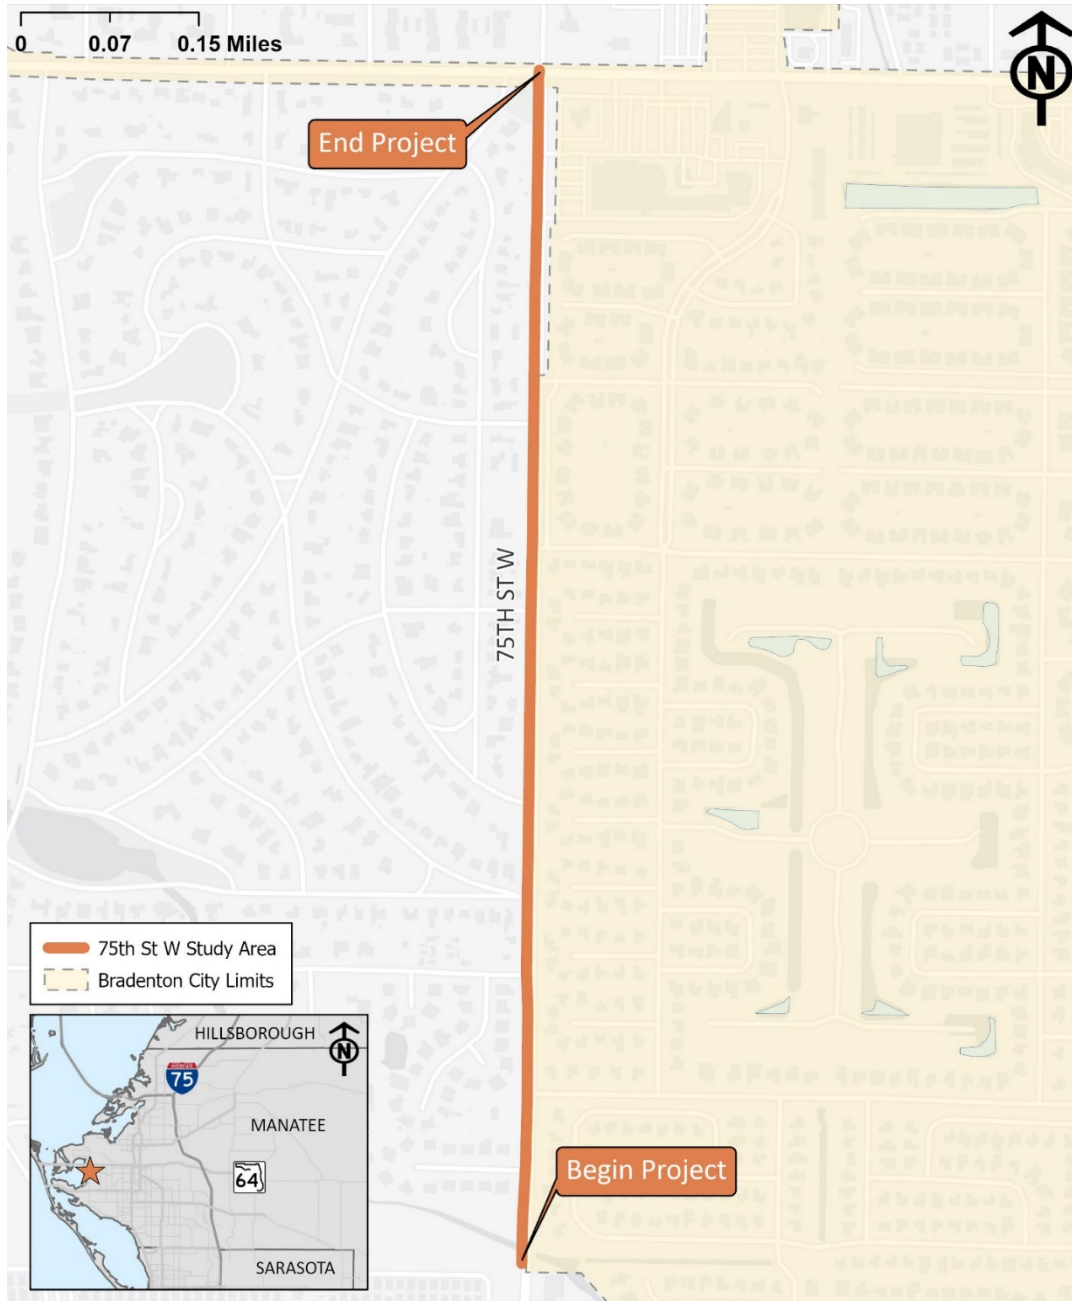 0 0.07 0.15 Miles
N
End Project
75TH ST W
75th St W Study Area
Bradenton City Limits
HILLSBOROUGH
N
INTERSTATE
75
MANATEE
64
SARASOTA
Begin Project